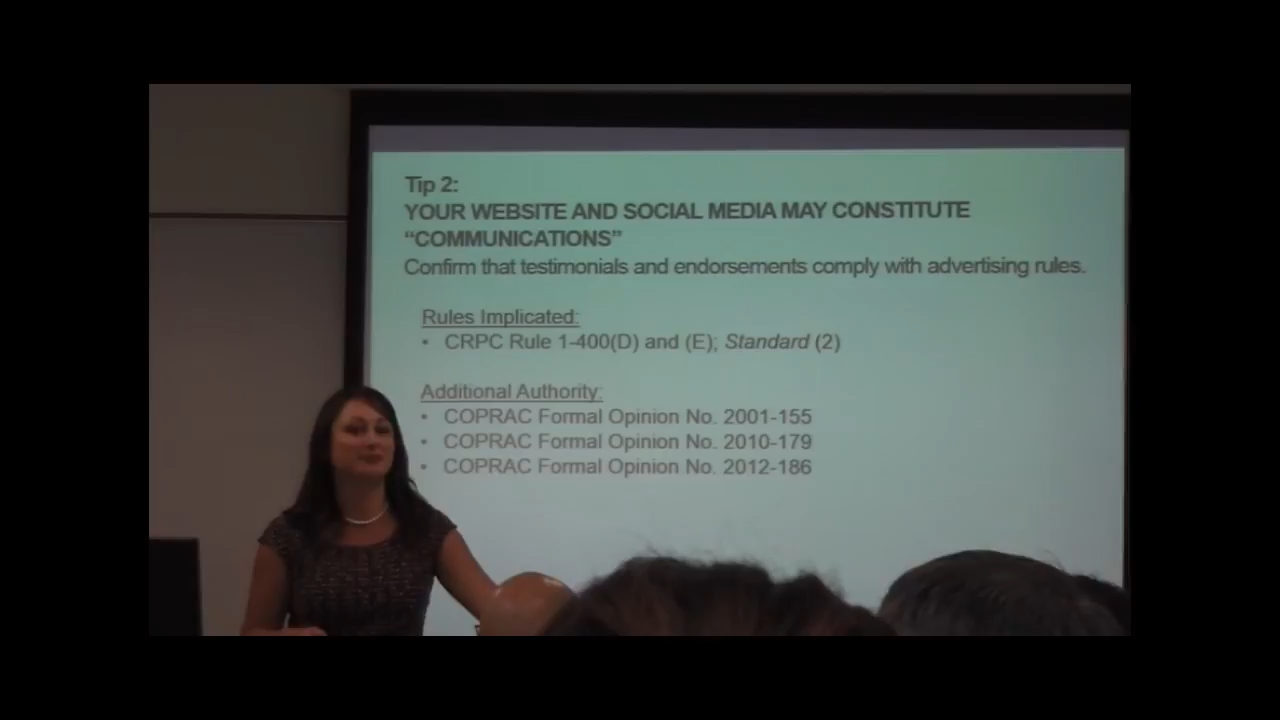 Tip 2:
YOUR WEBSITE AND SOCIAL MEDIA MAY CONSTITUTE
“COMMUNICATIONS”
Confirm that testimonials and endorsements comply with advertising rules.
Rules Implicated:
• CRPC Rule 1-400(D) and (E); Standard (2)
Additional Authority:
• COPRAC Formal Opinion No. 2001-155
• COPRAC Formal Opinion No. 2010-179
• COPRAC Formal Opinion No. 2012-186